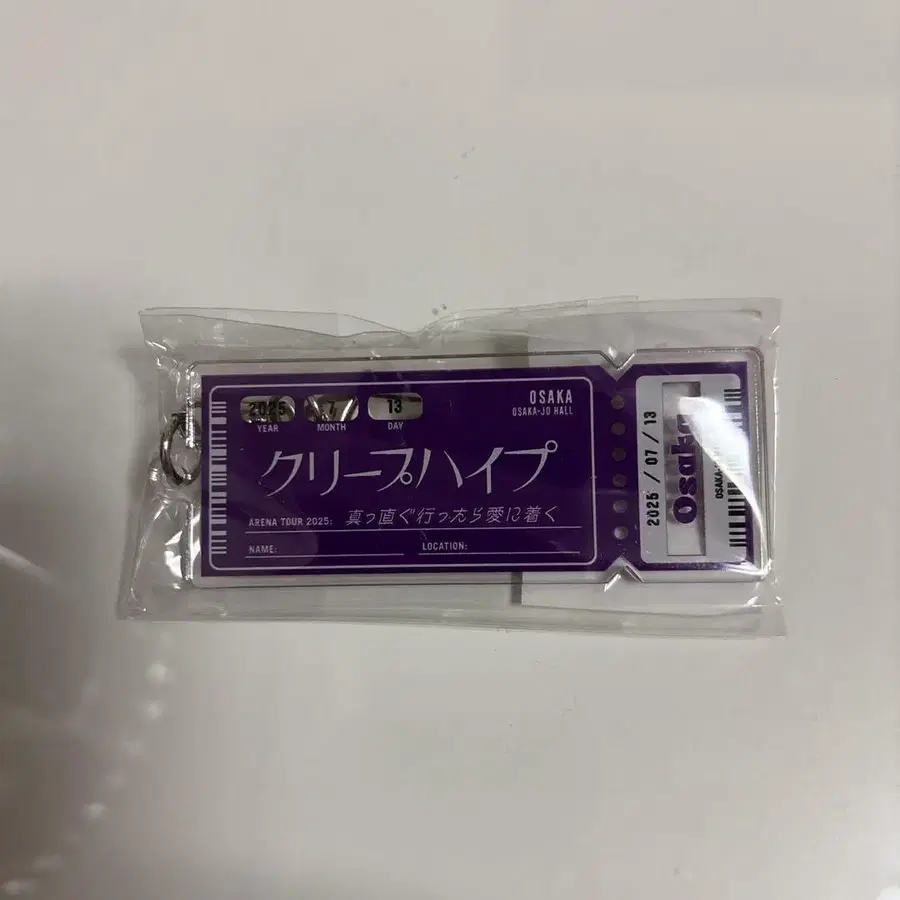 2025 7 13
YEAR MONTH DAY
OSAKA
OSAKA-JO HALL
クリープハイプ
ARENA TOUR 2025: 真っ直ぐ行ったら愛に着く
NAME: LOCATION:
2025 / 07 / 13
Osaka